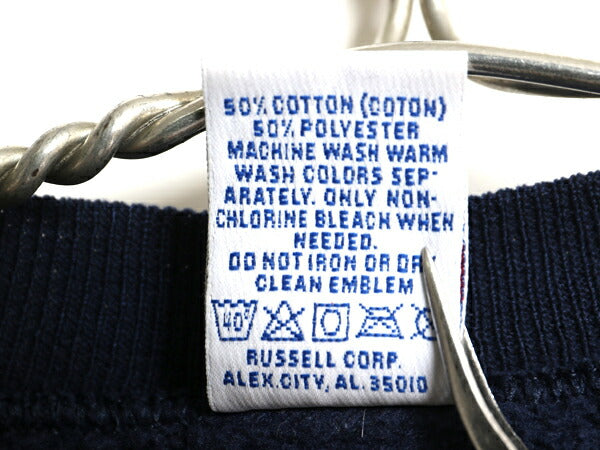 50% COTTON (COTON)
50% POLYESTER
MACHINE WASH WARM
WASH COLORS SEP-
ARATELY. ONLY NON-
CHLORINE BLEACH WHEN
NEEDED.
DO NOT IRON OR DRY
CLEAN EMBLEM
40°
RUSSELL CORP.
ALEX.CITY, AL. 35010